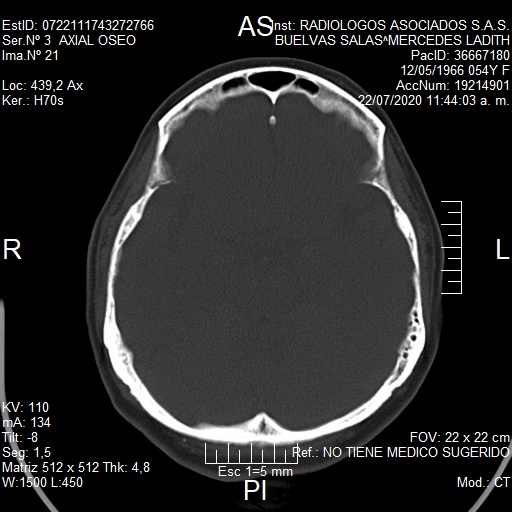 EstID: 0722111743272766
Ser.Nº 3 AXIAL OSEO
Ima.Nº 21
Loc: 439,2 Ax
Ker.: H70s
AS
Inst: RADIOLOGOS ASOCIADOS S.A.S.
BUELVAS SALAS^MERCEDES LADITH
PacID: 36667180
12/05/1966 054Y F
AccNum: 19214901
22/07/2020 11:44:03 a. m.
R
L
KV: 110
mA: 134
Tilt: -8
Seg: 1,5
Matriz 512 x 512 Thk: 4,8
W:1500 L:450
Esc 1=5 mm
PI
FOV: 22 x 22 cm
Ref.: NO TIENE MEDICO SUGERIDO
Mod.: CT